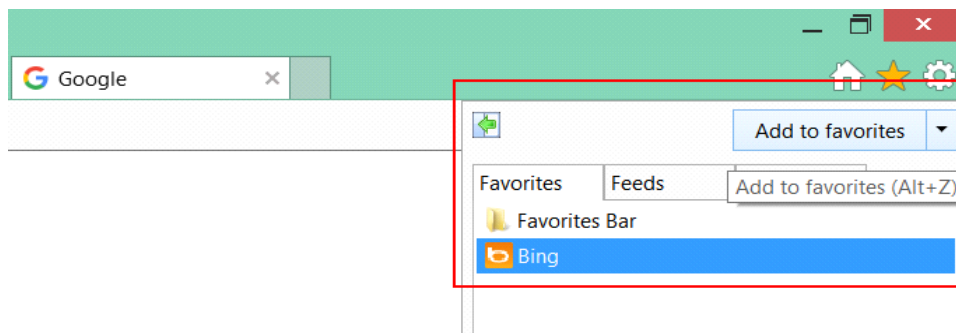 Google
Add to favorites
Favorites Feeds
Add to favorites (Alt+Z)
Favorites Bar
Bing